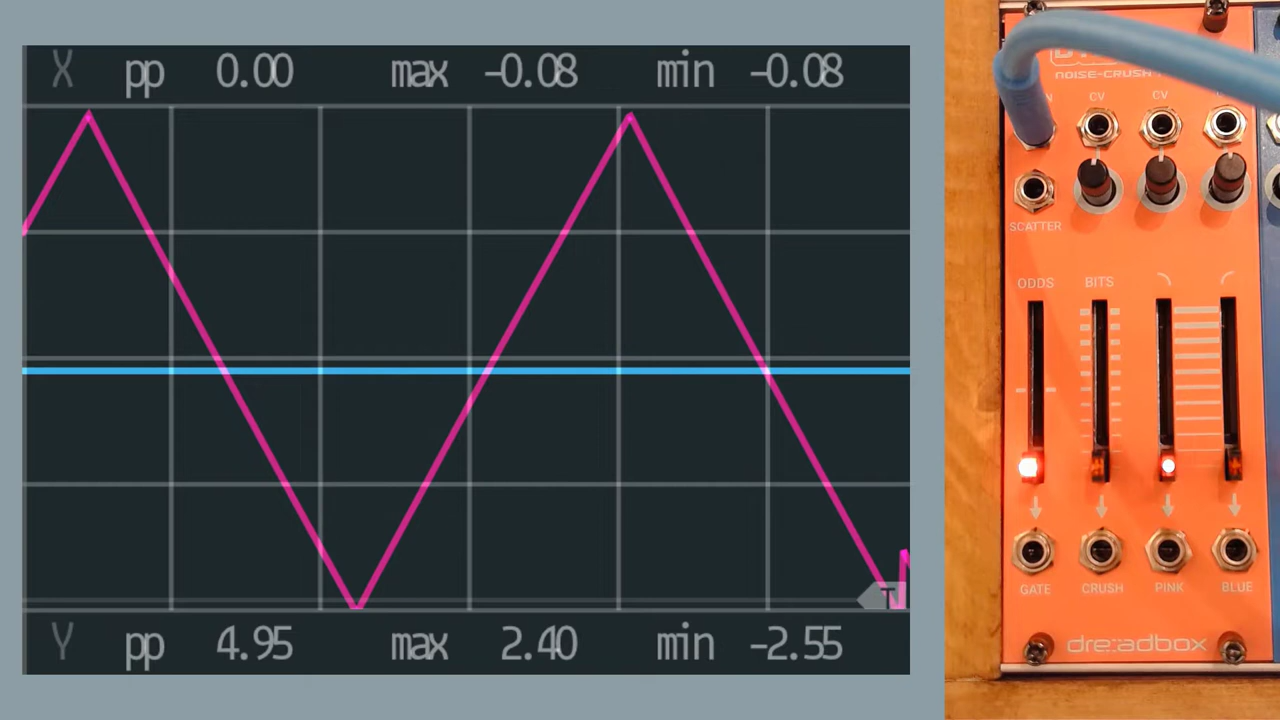 X pp 0.00 max -0.08 min -0.08
T
Y pp 4.95 max 2.40 min -2.55
NOISE-CRUSH
CV CV
SCATTER
ODDS BITS
GATE CRUSH PINK BLUE
dre:adbox